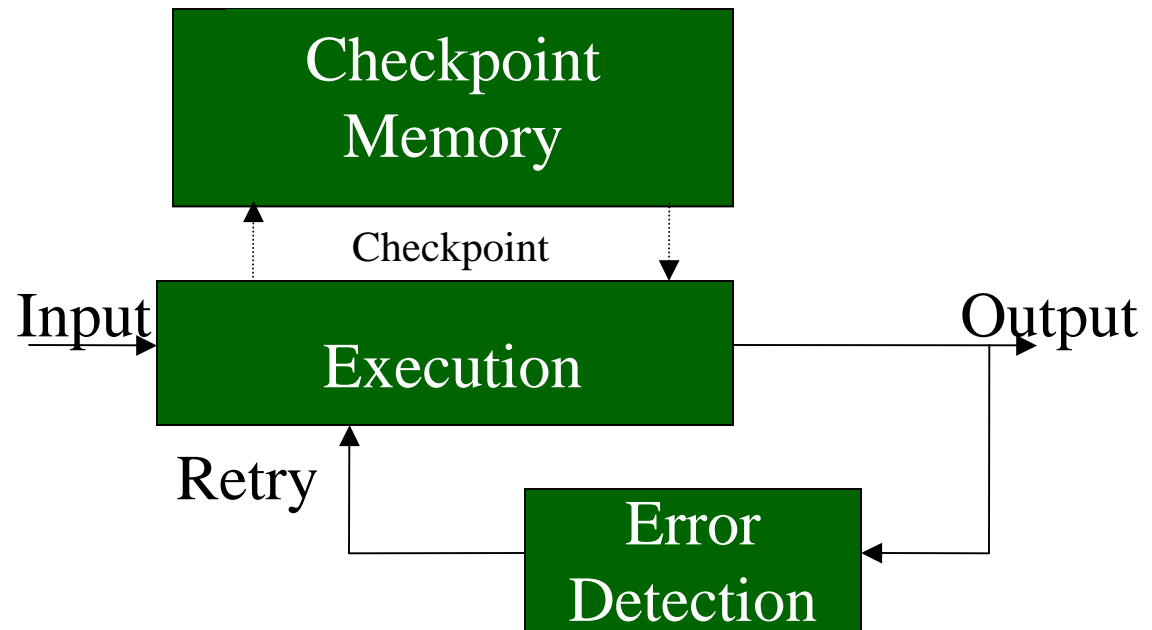 Checkpoint
Memory
Checkpoint
Input
Output
Execution
Retry
Error
Detection